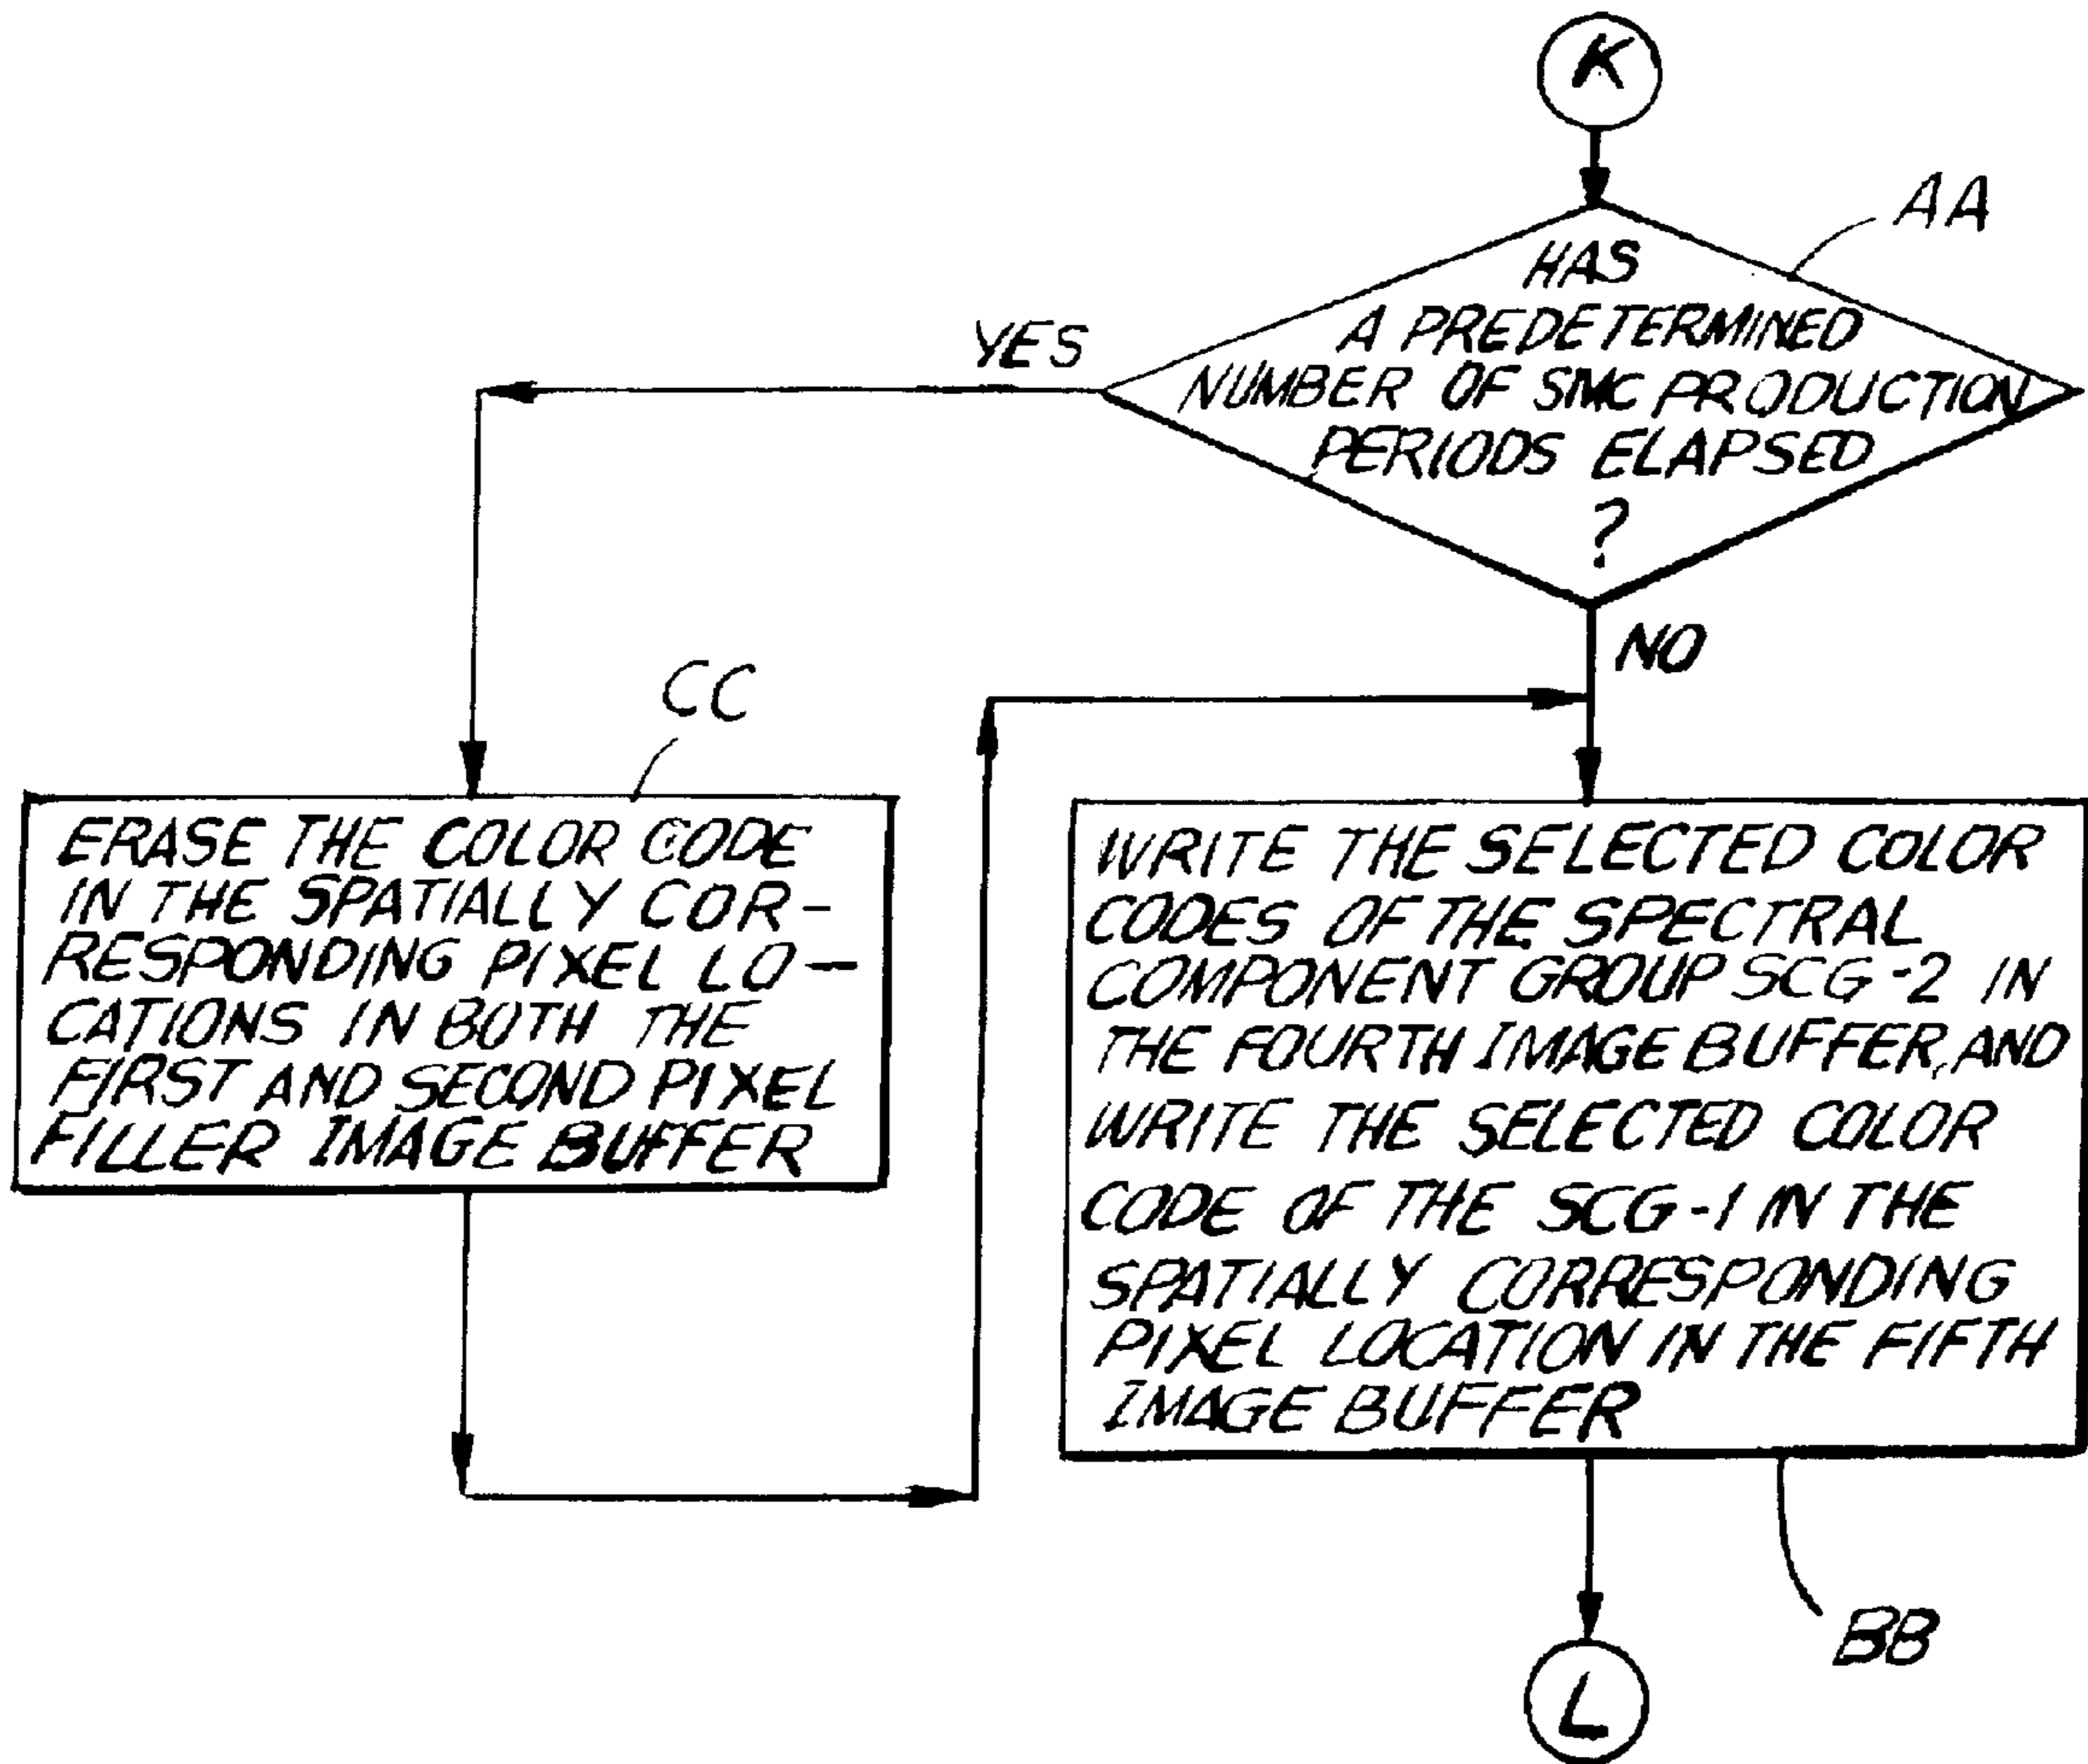 K
AA
HAS
A PREDETERMINED
NUMBER OF SMC PRODUCTION
PERIODS ELAPSED
?
YES
NO
CC
ERASE THE COLOR CODE
IN THE SPATIALLY COR-
RESPONDING PIXEL LO-
CATIONS IN BOTH THE
FIRST AND SECOND PIXEL
FILLER IMAGE BUFFER
WRITE THE SELECTED COLOR
CODES OF THE SPECTRAL
COMPONENT GROUP SCG-2 IN
THE FOURTH IMAGE BUFFER, AND
WRITE THE SELECTED COLOR
CODE OF THE SCG-1 IN THE
SPATIALLY CORRESPONDING
PIXEL LOCATION IN THE FIFTH
IMAGE BUFFER
BB
L